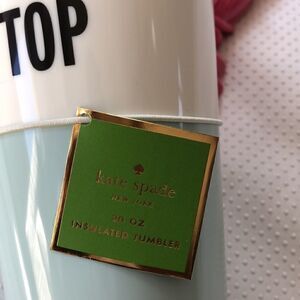 TOP
kate spade
NEW YORK
20 OZ
INSULATED TUMBLER